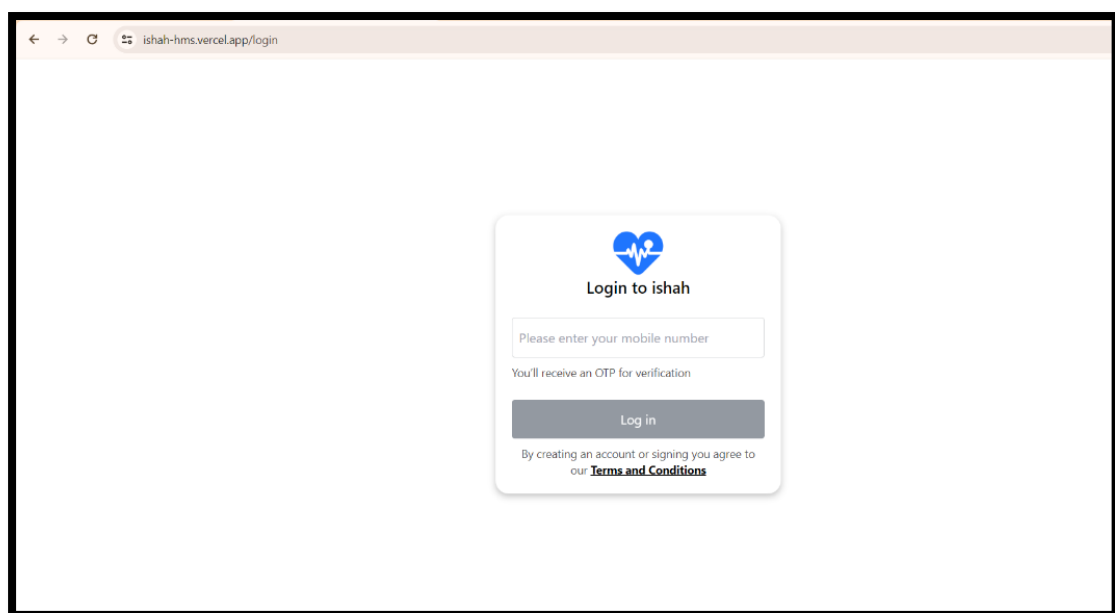 ishah-hms.vercel.app/login
Login to ishah
Please enter your mobile number
You'll receive an OTP for verification
Log in
By creating an account or signing you agree to
our Terms and Conditions